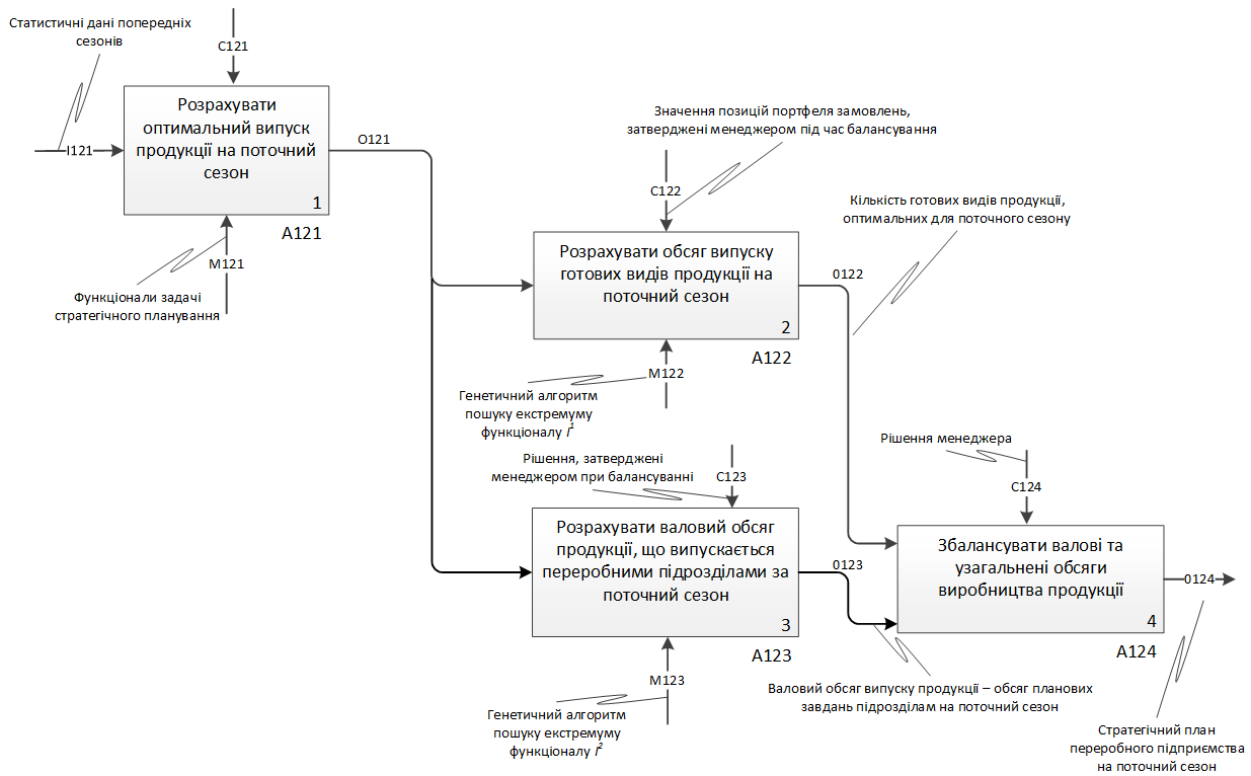 Статистичні дані попередніх
сезонів
C121
Розрахувати
оптимальний випуск
продукції на поточний
сезон
1
I121
O121
A121
M121
Функціонали задачі
стратегічного планування
Значення позицій портфеля замовлень,
затверджені менеджером під час балансування
C122
Кількість готових видів продукції,
оптимальних для поточного сезону
Розрахувати обсяг випуску
готових видів продукції на
поточний сезон
2
0122
A122
M122
Генетичний алгоритм
пошуку екстремуму
функціоналу I¹
Рішення, затверджені
менеджером при балансуванні
C123
Рішення менеджера
C124
Розрахувати валовий обсяг
продукції, що випускається
переробними підрозділами за
поточний сезон
3
0123
A123
Збалансувати валові та
узагальнені обсяги
виробництва продукції
4
0124
A124
M123
Генетичний алгоритм
пошуку екстремуму
функціоналу I²
Валовий обсяг випуску продукції – обсяг планових
завдань підрозділам на поточний сезон
Стратегічний план
переробного підприємства
на поточний сезон